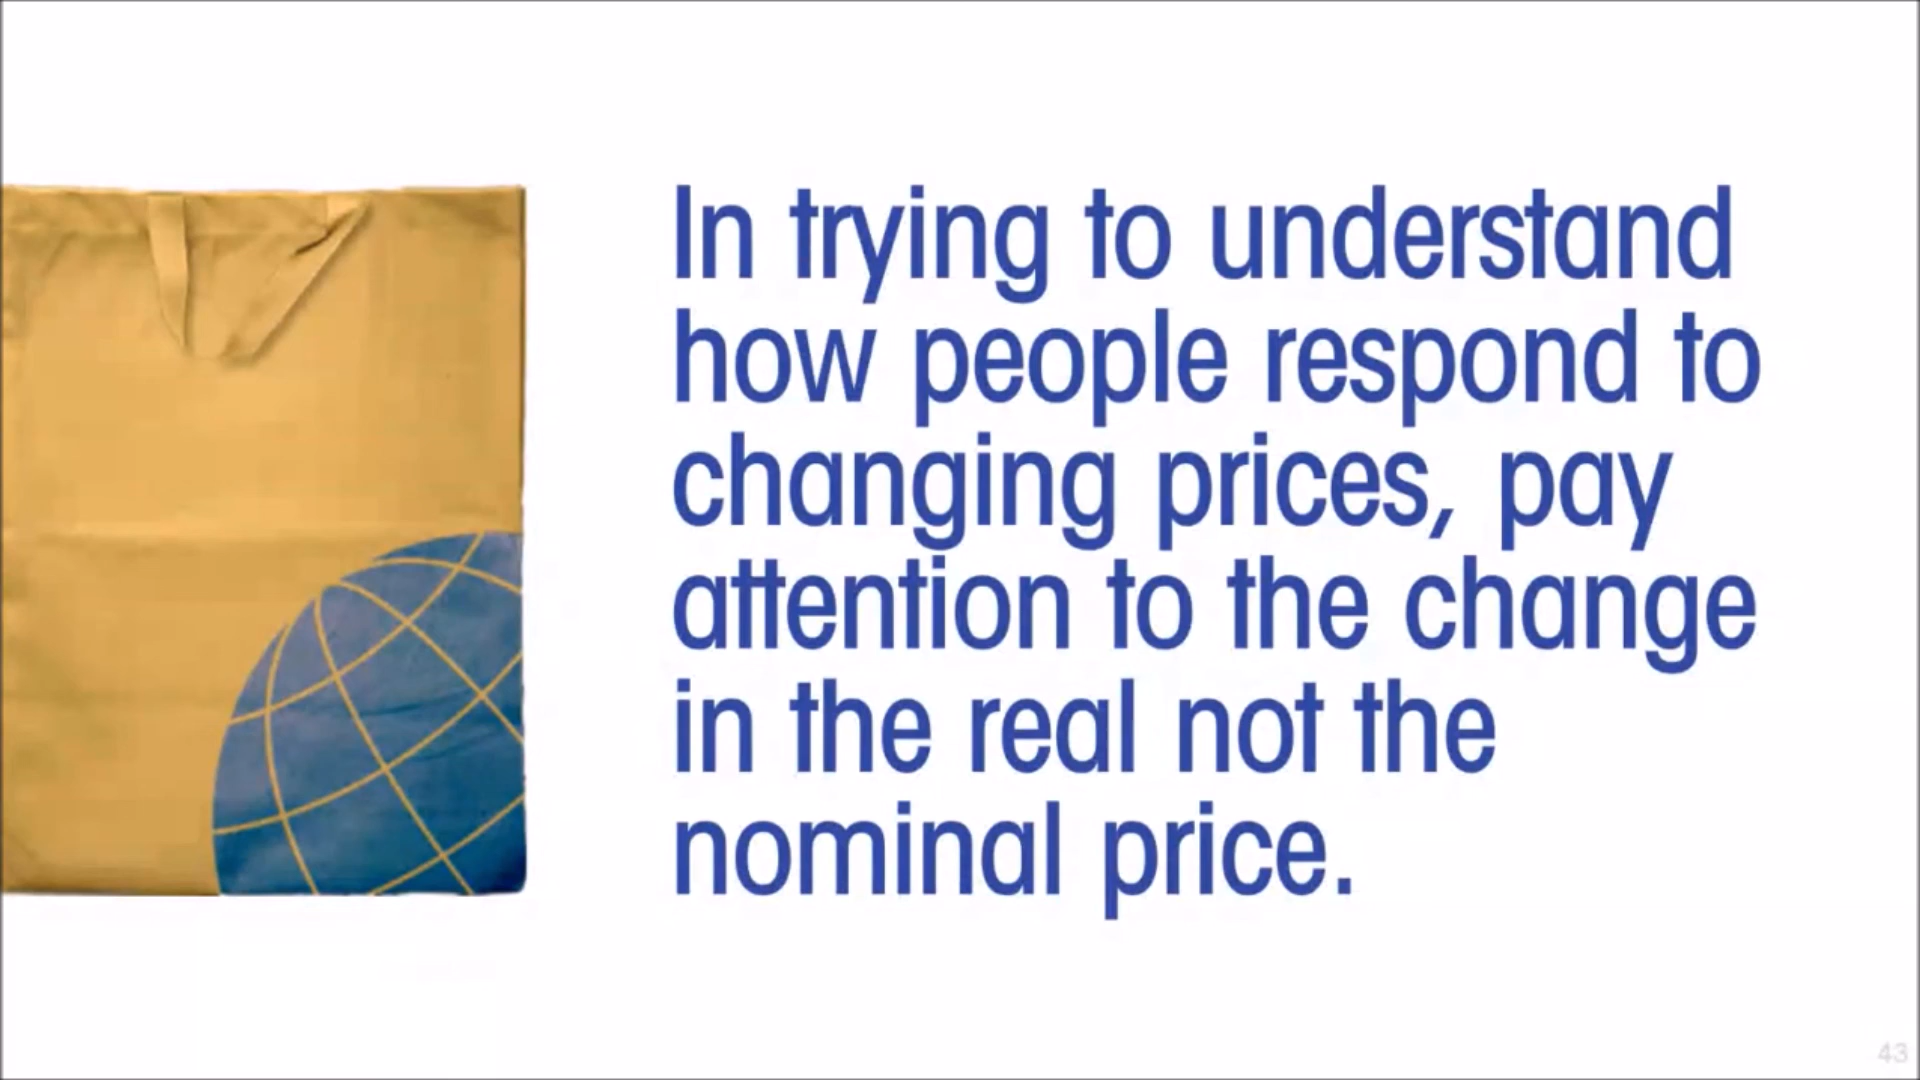 In trying to understand
how people respond to
changing prices, pay
attention to the change
in the real not the
nominal price.
43